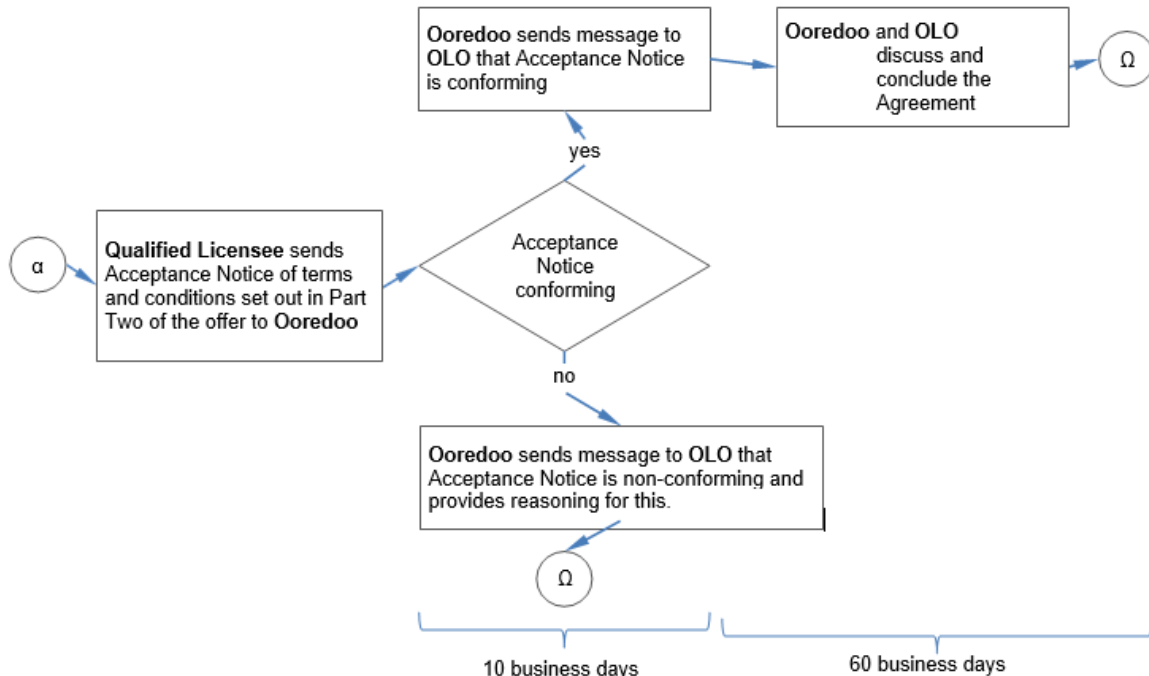 Ooredoo sends message to
OLO that Acceptance Notice
is conforming
Ooredoo and OLO
discuss and
conclude the
Agreement
Ω
yes
α
Qualified Licensee sends
Acceptance Notice of terms
and conditions set out in Part
Two of the offer to Ooredoo
Acceptance
Notice
conforming
no
Ooredoo sends message to OLO that
Acceptance Notice is non-conforming and
provides reasoning for this.
Ω
10 business days
60 business days